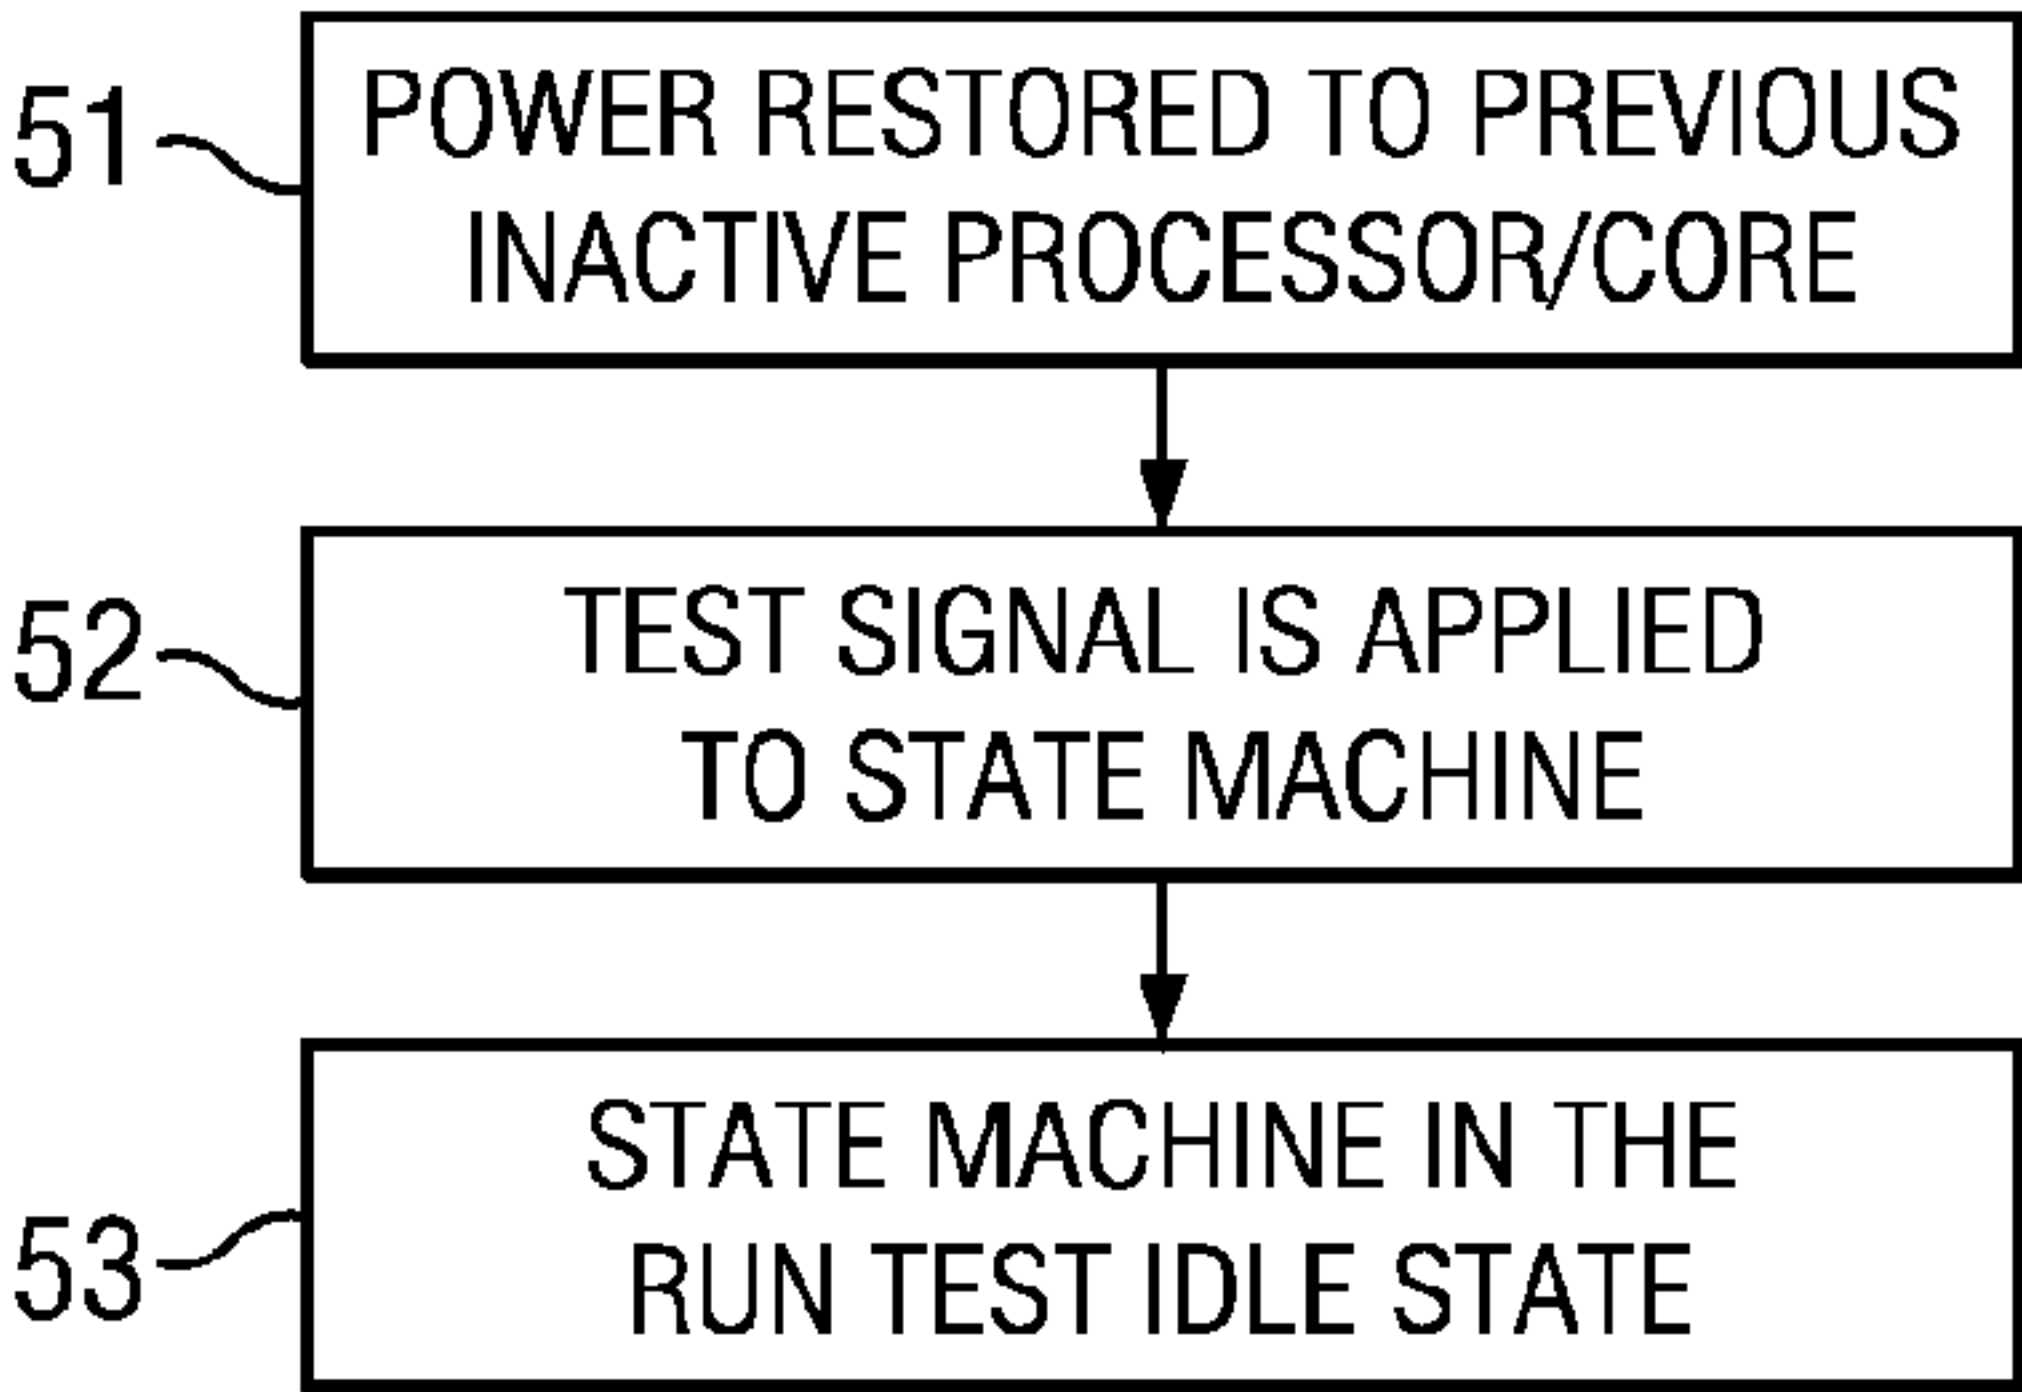 51
POWER RESTORED TO PREVIOUS
INACTIVE PROCESSOR/CORE
52
TEST SIGNAL IS APPLIED
TO STATE MACHINE
53
STATE MACHINE IN THE
RUN TEST IDLE STATE